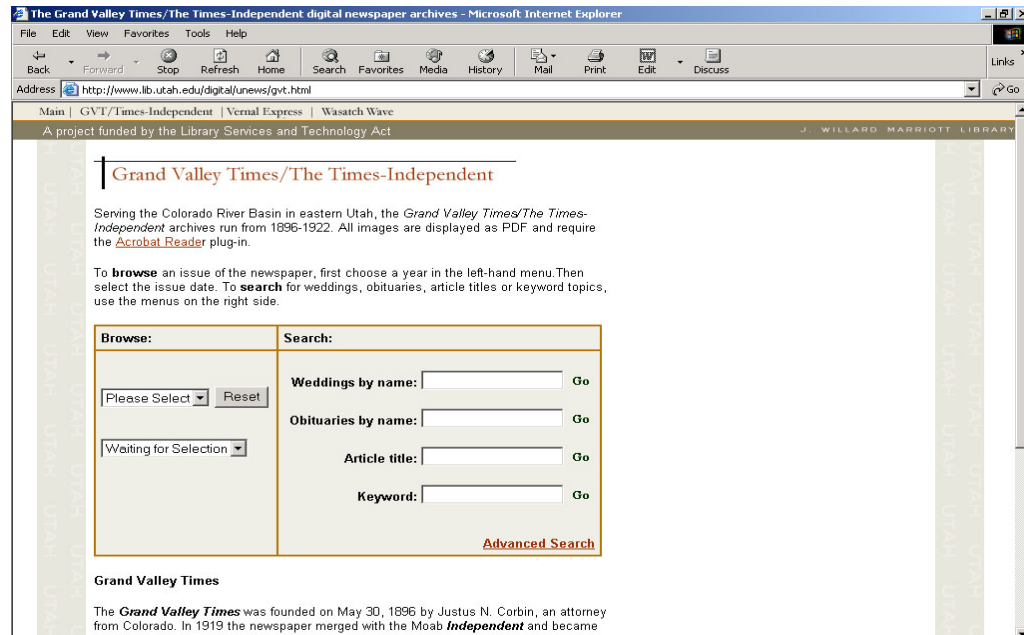 The Grand Valley Times/The Times-Independent digital newspaper archives - Microsoft Internet Explorer
File Edit View Favorites Tools Help
Back Forward Stop Refresh Home Search Favorites Media History Mail Print Edit Discuss Links
Address http://www.lib.utah.edu/digital/unews/gvt.html Go
Main | GVT/Times-Independent | Vernal Express | Wasatch Wave
A project funded by the Library Services and Technology Act J. WILLARD MARRIOTT LIBRARY
Grand Valley Times/The Times-Independent
Serving the Colorado River Basin in eastern Utah, the Grand Valley Times/The Times-
Independent archives run from 1896-1922. All images are displayed as PDF and require
the Acrobat Reader plug-in.
To browse an issue of the newspaper, first choose a year in the left-hand menu.Then
select the issue date. To search for weddings, obituaries, article titles or keyword topics,
use the menus on the right side.
Browse: Search:
Weddings by name: Go
Please Select Reset
Obituaries by name: Go
Waiting for Selection
Article title: Go
Keyword: Go
Advanced Search
Grand Valley Times
The Grand Valley Times was founded on May 30, 1896 by Justus N. Corbin, an attorney
from Colorado. In 1919 the newspaper merged with the Moab Independent and became
UTAH UTAH UTAH UTAH UTAH